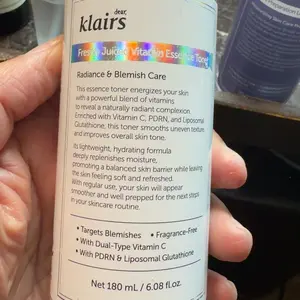 dear,
klairs
Freshly Juiced Vitamin Essence Toner
Radiance & Blemish Care
This essence toner energizes your skin
with a powerful blend of vitamins
to reveal a naturally radiant complexion.
Enriched with Vitamin C, PDRN, and Liposomal
Glutathione, this toner smooths uneven texture
and improves overall skin tone.
Its lightweight, hydrating formula
deeply replenishes moisture,
promoting a balanced skin barrier while leaving
the skin feeling soft and refreshed.
With regular use, your skin will appear
smoother and well prepped for the next steps
in your skincare routine.
• Targets Blemishes • Fragrance-Free
• With Dual-Type Vitamin C
• With PDRN & Liposomal Glutathione
Net 180 mL / 6.08 fl.oz.